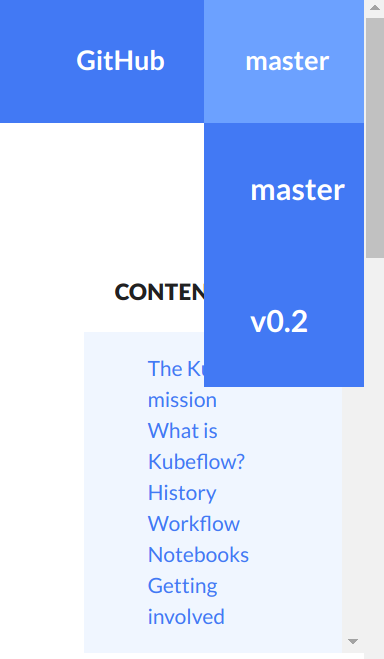 GitHub master
master
v0.2
CONTEN
The Ku
mission
What is
Kubeflow?
History
Workflow
Notebooks
Getting
involved